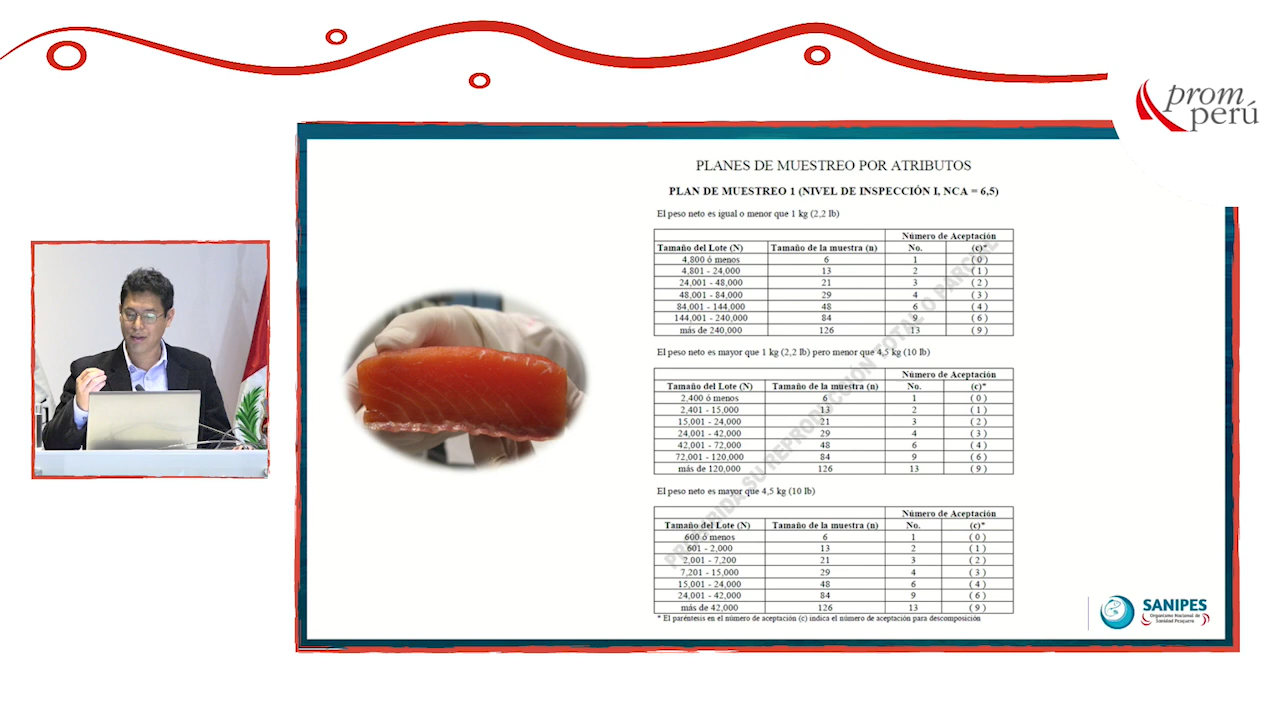 prom
perú
PLANES DE MUESTREO POR ATRIBUTOS
PLAN DE MUESTREO 1 (NIVEL DE INSPECCIÓN I, NCA = 6,5)
El peso neto es igual o menor que 1 kg (2,2 lb)
Número de Aceptación
Tamaño del Lote (N) Tamaño de la muestra (n) No. (c)*
4,800 ó menos 6 1 ( 0 )
4,801 - 24,000 13 2 ( 1 )
24,001 - 48,000 21 3 ( 2 )
48,001 - 84,000 29 4 ( 3 )
84,001 - 144,000 48 6 ( 4 )
144,001 - 240,000 84 9 ( 6 )
más de 240,000 126 13 ( 9 )
El peso neto es mayor que 1 kg (2,2 lb) pero menor que 4,5 kg (10 lb)
Número de Aceptación
Tamaño del Lote (N) Tamaño de la muestra (n) No. (c)*
2,400 ó menos 6 1 ( 0 )
2,401 - 15,000 13 2 ( 1 )
15,001 - 24,000 21 3 ( 2 )
24,001 - 42,000 29 4 ( 3 )
42,001 - 72,000 48 6 ( 4 )
72,001 - 120,000 84 9 ( 6 )
más de 120,000 126 13 ( 9 )
El peso neto es mayor que 4,5 kg (10 lb)
Número de Aceptación
Tamaño del Lote (N) Tamaño de la muestra (n) No. (c)*
600 ó menos 6 1 ( 0 )
601 - 2,000 13 2 ( 1 )
2,001 - 7,200 21 3 ( 2 )
7,201 - 15,000 29 4 ( 3 )
15,001 - 24,000 48 6 ( 4 )
24,001 - 42,000 84 9 ( 6 )
más de 42,000 126 13 ( 9 )
* El paréntesis en el número de aceptación (c) indica el número de aceptación para descomposición
PROHIBIDA SU REPRODUCCIÓN TOTAL O PARCIAL
SANIPES
Organismo Nacional de
Sanidad Pesquera